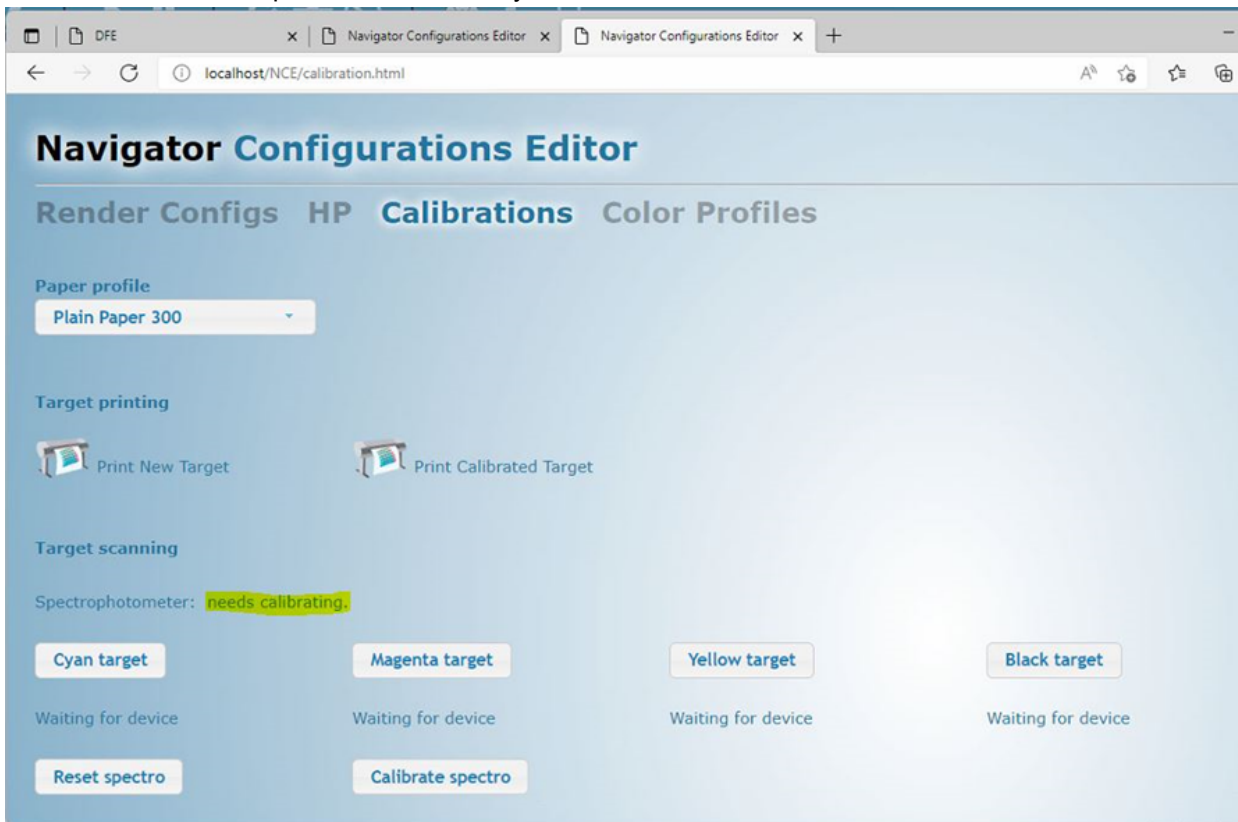 DFE Navigator Configurations Editor Navigator Configurations Editor
localhost/NCE/calibration.html
Navigator Configurations Editor
Render Configs HP Calibrations Color Profiles
Paper profile
Plain Paper 300
Target printing
Print New Target Print Calibrated Target
Target scanning
Spectrophotometer: needs calibrating.
Cyan target Magenta target Yellow target Black target
Waiting for device Waiting for device Waiting for device Waiting for device
Reset spectro Calibrate spectro